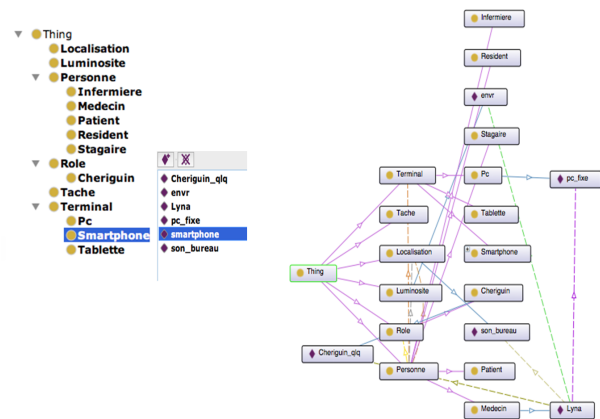 Thing
Localisation
Luminosite
Personne
Infermiere
Medecin
Patient
Resident
Stagaire
Role
Cheriguin
Tache
Terminal
Pc
Smartphone
Tablette
Cheriguin_qlq
envr
Lyna
pc_fixe
smartphone
son_bureau
Infermiere
Resident
envr
Stagaire
Terminal
Pc
pc_fixe
Tache
Tablette
Localisation
Smartphone
Thing
Luminosite
Cheriguin
Role
son_bureau
Cheriguin_qlq
Personne
Patient
Medecin
Lyna